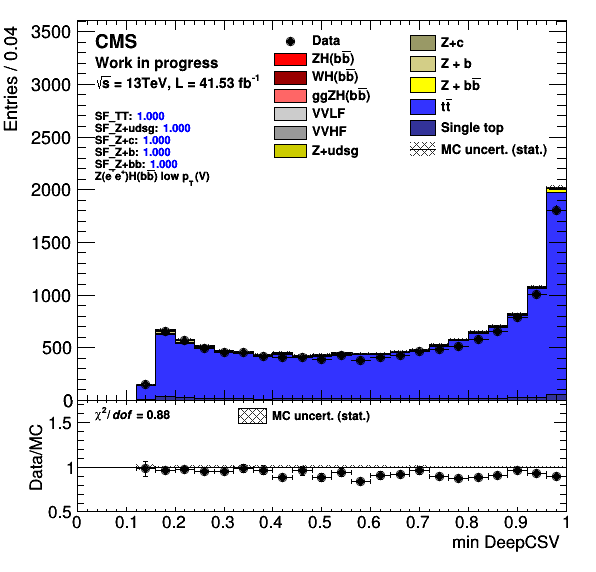 CMS
Work in progress
√s = 13TeV, L = 41.53 fb⁻¹
SF_TT: 1.000
SF_Z+udsg: 1.000
SF_Z+c: 1.000
SF_Z+b: 1.000
SF_Z+bb: 1.000
Z(e⁻e⁺)H(bb̅) low p_T(V)
Data
ZH(bb̅)
WH(bb̅)
ggZH(bb̅)
VVLF
VVHF
Z+udsg
Z+c
Z + b
Z + bb̅
tt̅
Single top
MC uncert. (stat.)
Entries / 0.04
3500
3000
2500
2000
1500
1000
500
0
χ²/dof = 0.88
MC uncert. (stat.)
Data/MC
1.5
1
0.5
0 0.1 0.2 0.3 0.4 0.5 0.6 0.7 0.8 0.9 1
min DeepCSV